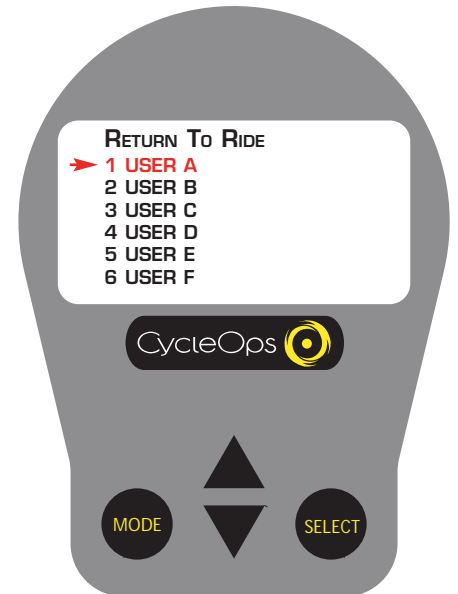 Return To Ride
1 USER A
2 USER B
3 USER C
4 USER D
5 USER E
6 USER F
CycleOps
MODE
SELECT